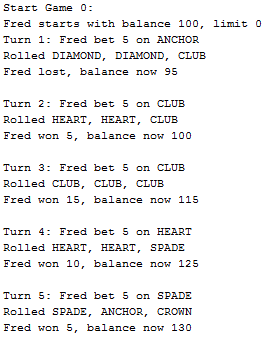 Start Game 0:
Fred starts with balance 100, limit 0
Turn 1: Fred bet 5 on ANCHOR
Rolled DIAMOND, DIAMOND, CLUB
Fred lost, balance now 95
Turn 2: Fred bet 5 on CLUB
Rolled HEART, HEART, CLUB
Fred won 5, balance now 100
Turn 3: Fred bet 5 on CLUB
Rolled CLUB, CLUB, CLUB
Fred won 15, balance now 115
Turn 4: Fred bet 5 on HEART
Rolled HEART, HEART, SPADE
Fred won 10, balance now 125
Turn 5: Fred bet 5 on SPADE
Rolled SPADE, ANCHOR, CROWN
Fred won 5, balance now 130